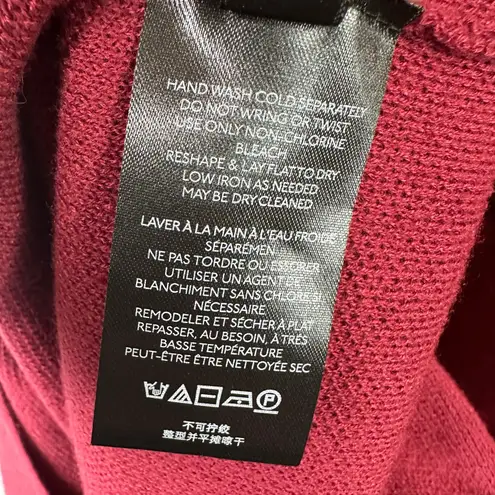 HAND WASH COLD SEPARATELY
DO NOT WRING OR TWIST
USE ONLY NON-CHLORINE
BLEACH
RESHAPE & LAY FLAT TO DRY
LOW IRON AS NEEDED
MAY BE DRY CLEANED
LAVER À LA MAIN À L'EAU FROIDE
SÉPARÉMEN
NE PAS TORDRE OU ESSORER
UTILISER UN AGENT DE
BLANCHIMENT SANS CHLORE SI
NÉCESSAIRE
REMODELER ET SÉCHER À PLAT
REPASSER, AU BESOIN, À TRÈS
BASSE TEMPÉRATURE
PEUT-ÊTRE ÊTRE NETTOYÉE SEC
P
不可拧绞
整型并平摊晾干